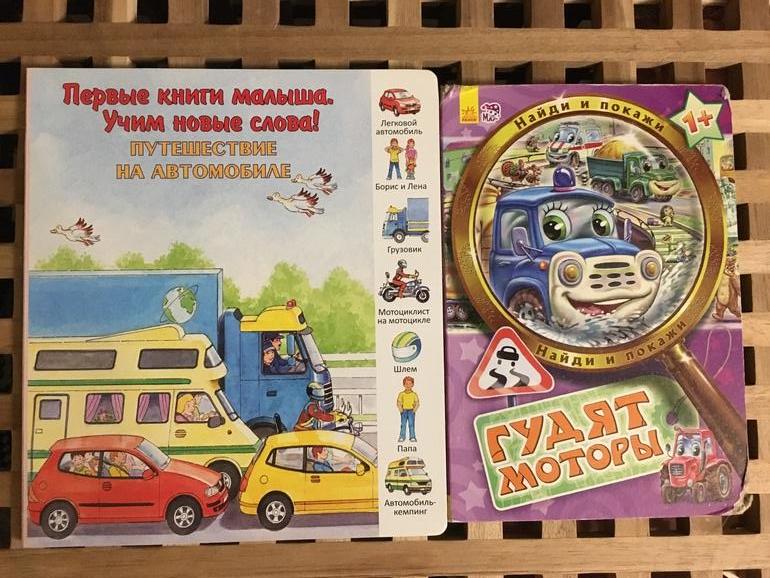 Первые книги малыша.
Учим новые слова!
ПУТЕШЕСТВИЕ
НА АВТОМОБИЛЕ
Легковой
автомобиль
Борис и Лена
Грузовик
Мотоциклист
на мотоцикле
Шлем
Папа
Автомобиль-
кемпинг
Найди и покажи
1+
Найди и покажи
ГУДЯТ
МОТОРЫ